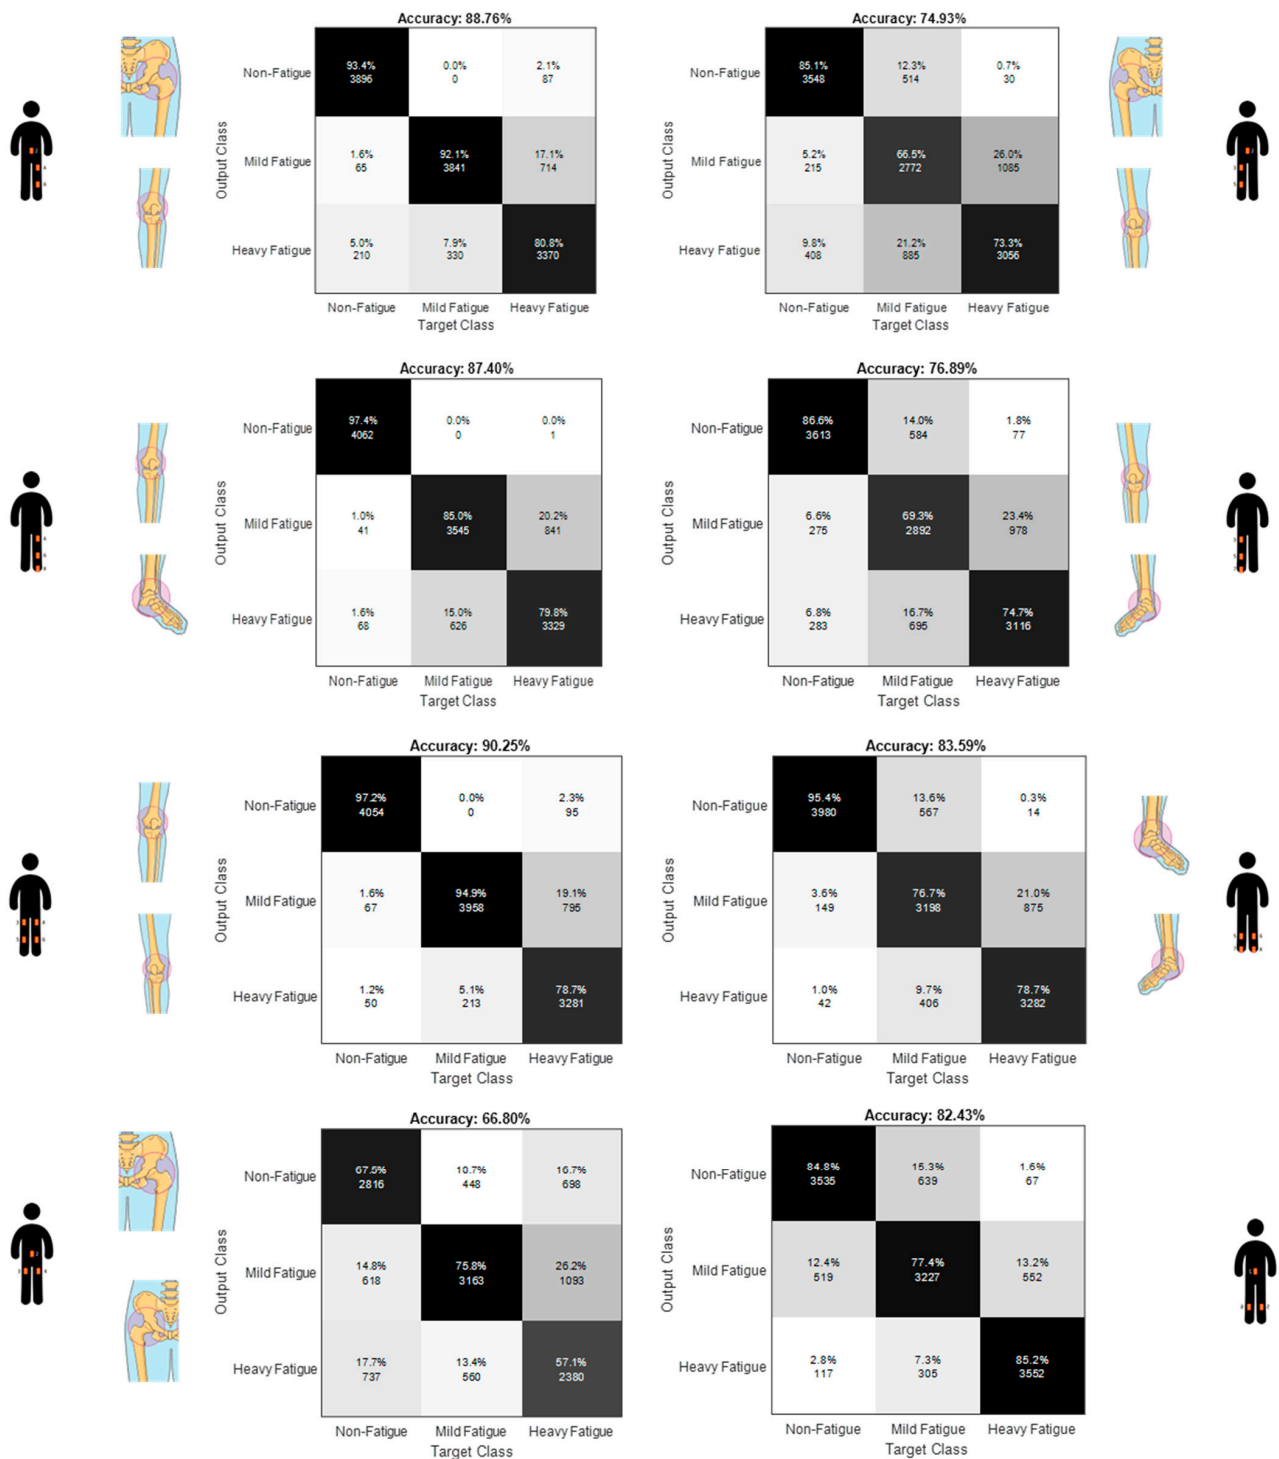 Accuracy: 88.76%
Output Class
Non-Fatigue
93.4% 0.0% 2.1%
3896 0 87
Mild Fatigue
1.6% 92.1% 17.1%
65 3841 714
Heavy Fatigue
5.0% 7.9% 80.8%
210 330 3370
Non-Fatigue Mild Fatigue Heavy Fatigue
Target Class
Accuracy: 74.93%
Output Class
Non-Fatigue
85.1% 12.3% 0.7%
3548 514 30
Mild Fatigue
5.2% 66.5% 26.0%
215 2772 1085
Heavy Fatigue
9.8% 21.2% 73.3%
408 885 3056
Non-Fatigue Mild Fatigue Heavy Fatigue
Target Class
Accuracy: 87.40%
Output Class
Non-Fatigue
97.4% 0.0% 0.0%
4062 0 1
Mild Fatigue
1.0% 85.0% 20.2%
41 3545 841
Heavy Fatigue
1.6% 15.0% 79.8%
68 626 3329
Non-Fatigue Mild Fatigue Heavy Fatigue
Target Class
Accuracy: 76.89%
Output Class
Non-Fatigue
86.6% 14.0% 1.8%
3613 584 77
Mild Fatigue
6.6% 69.3% 23.4%
275 2892 978
Heavy Fatigue
6.8% 16.7% 74.7%
283 695 3116
Non-Fatigue Mild Fatigue Heavy Fatigue
Target Class
Accuracy: 90.25%
Output Class
Non-Fatigue
97.2% 0.0% 2.3%
4054 0 95
Mild Fatigue
1.6% 94.9% 19.1%
67 3958 795
Heavy Fatigue
1.2% 5.1% 78.7%
50 213 3281
Non-Fatigue Mild Fatigue Heavy Fatigue
Target Class
Accuracy: 83.59%
Output Class
Non-Fatigue
95.4% 13.6% 0.3%
3980 567 14
Mild Fatigue
3.6% 76.7% 21.0%
149 3198 875
Heavy Fatigue
1.0% 9.7% 78.7%
42 406 3282
Non-Fatigue Mild Fatigue Heavy Fatigue
Target Class
Accuracy: 66.80%
Output Class
Non-Fatigue
67.5% 10.7% 16.7%
2816 448 698
Mild Fatigue
14.8% 75.8% 26.2%
618 3163 1093
Heavy Fatigue
17.7% 13.4% 57.1%
737 560 2380
Non-Fatigue Mild Fatigue Heavy Fatigue
Target Class
Accuracy: 82.43%
Output Class
Non-Fatigue
84.8% 15.3% 1.6%
3535 639 67
Mild Fatigue
12.4% 77.4% 13.2%
519 3227 552
Heavy Fatigue
2.8% 7.3% 85.2%
117 305 3552
Non-Fatigue Mild Fatigue Heavy Fatigue
Target Class